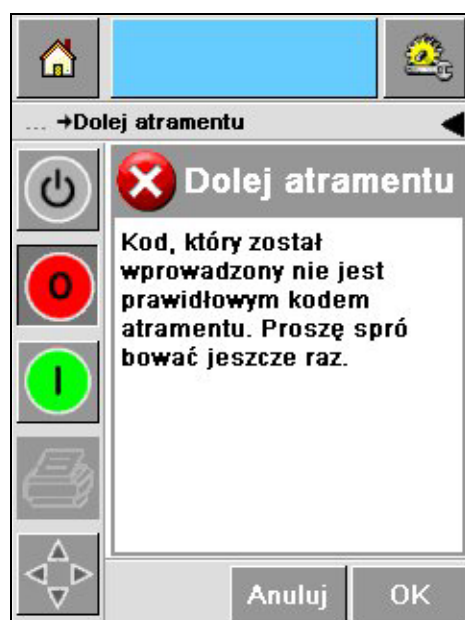 ... →Dolej atramentu
Dolej atramentu
Kod, który został
wprowadzony nie jest
prawidłowym kodem
atramentu. Proszę spró
bować jeszcze raz.
O
I
Anuluj
OK